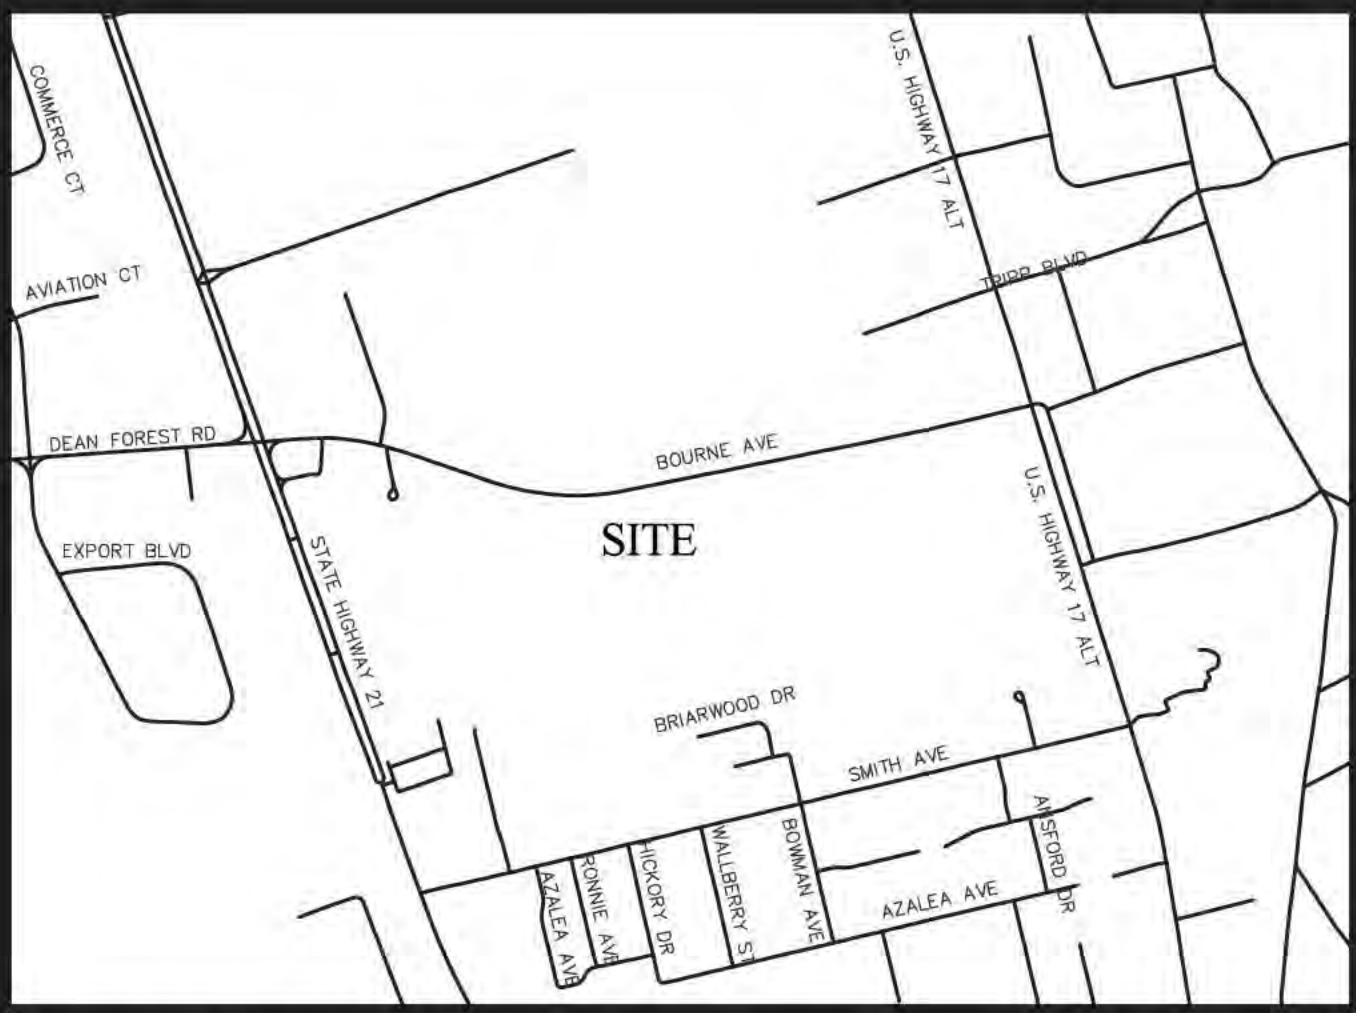 U.S. HIGHWAY 17 ALT
COMMERCE CT
TRIPP BLVD
AVIATION CT
DEAN FOREST RD
BOURNE AVE
U.S. HIGHWAY 17 ALT
SITE
EXPORT BLVD
STATE HIGHWAY 21
BRIARWOOD DR
SMITH AVE
AZALEA AVE
RONNIE AVE
HICKORY DR
WALLBERRY ST
BOWMAN AVE
AZALEA AVE
DR